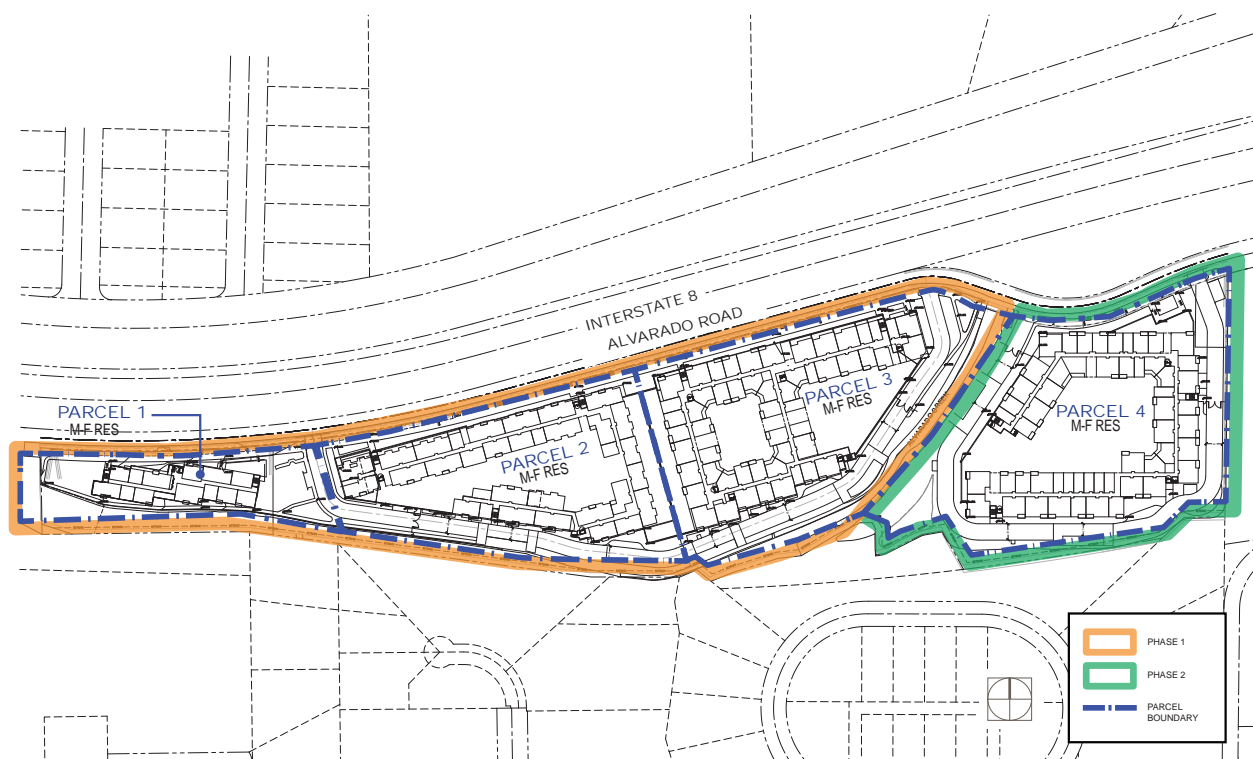 INTERSTATE 8
ALVARADO ROAD
PARCEL 1
M-F RES
PARCEL 2
M-F RES
PARCEL 3
M-F RES
PARCEL 4
M-F RES
PHASE 1
PHASE 2
PARCEL
BOUNDARY